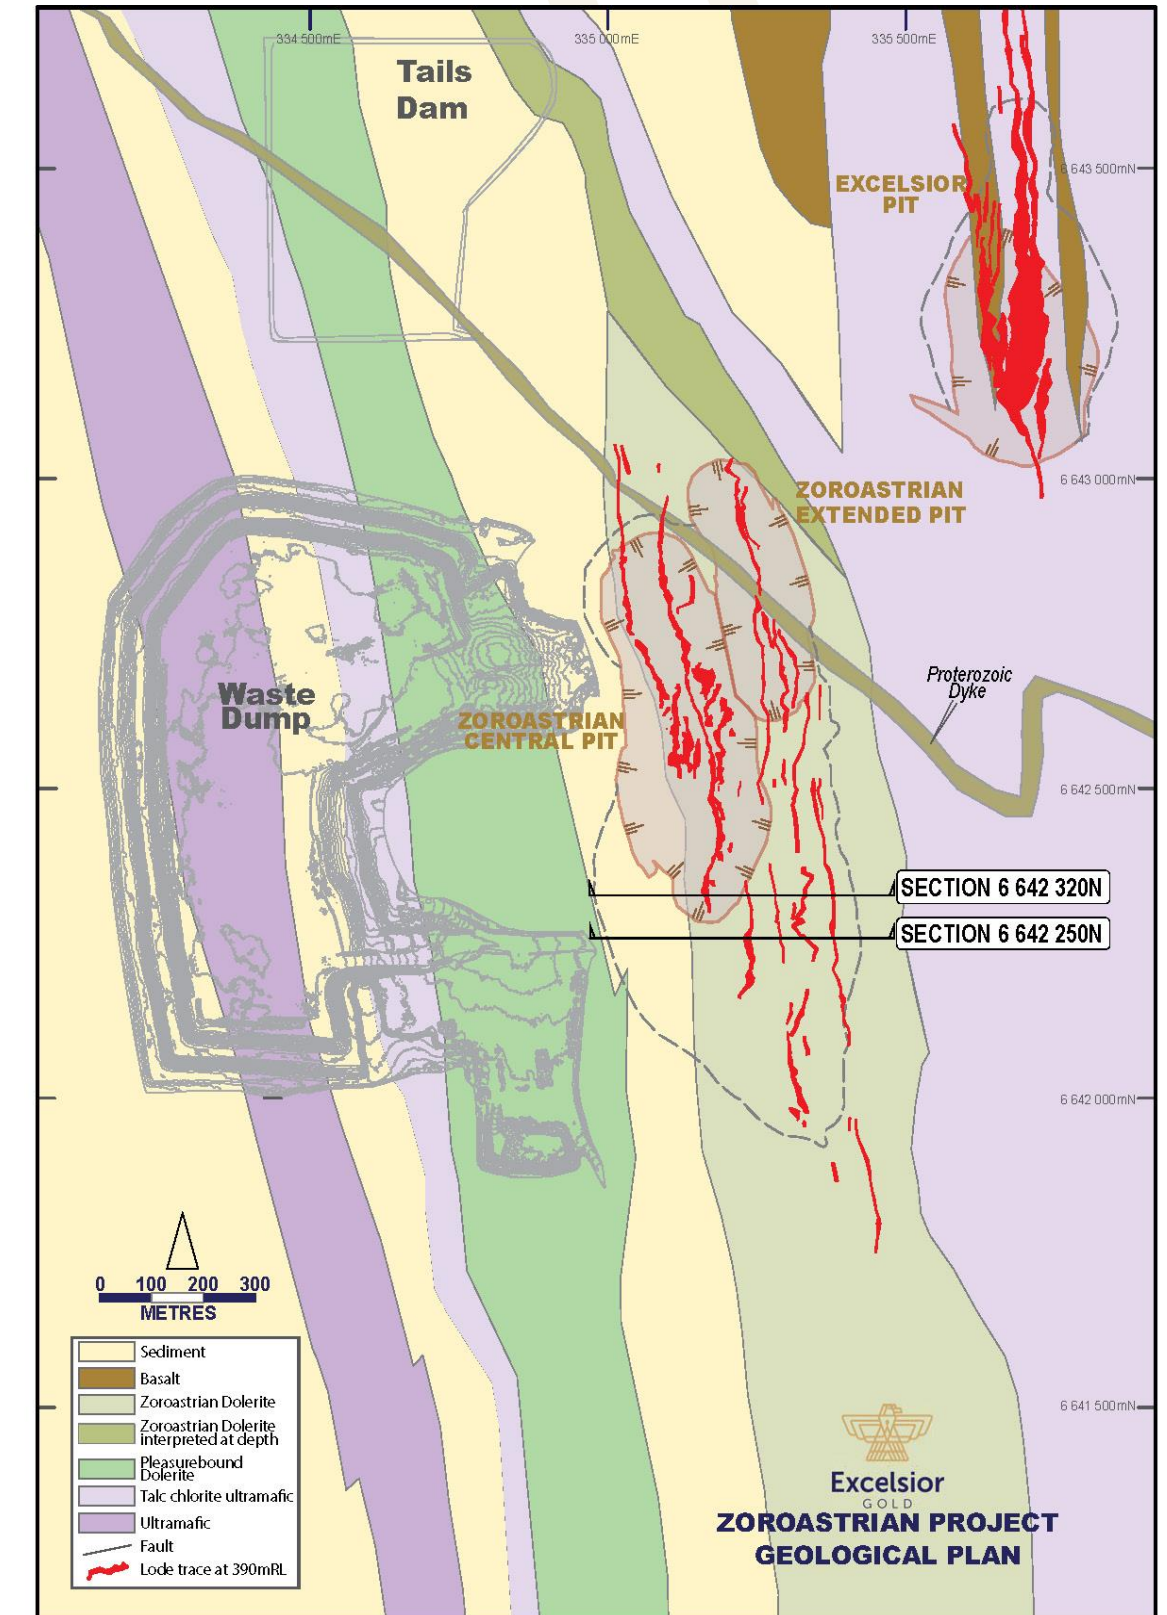 334 500mE
335 000mE
335 500mE
Tails
Dam
6 643 500mN
EXCELSIOR
PIT
6 643 000mN
ZOROASTRIAN
EXTENDED PIT
Proterozoic
Dyke
Waste
Dump
ZOROASTRIAN
CENTRAL PIT
6 642 500mN
SECTION 6 642 320N
SECTION 6 642 250N
6 642 000mN
0 100 200 300
METRES
Sediment
Basalt
Zoroastrian Dolerite
Zoroastrian Dolerite
interpreted at depth
Pleasurebound
Dolerite
Talc chlorite ultramafic
Ultramafic
Fault
Lode trace at 390mRL
6 641 500mN
Excelsior
GOLD
ZOROASTRIAN PROJECT
GEOLOGICAL PLAN